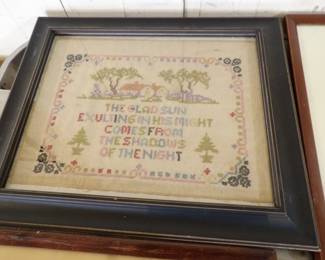 THE GLAD SUN
EXULTING IN HIS MIGHT
COMES FROM
THE SHADOWS
OF THE NIGHT